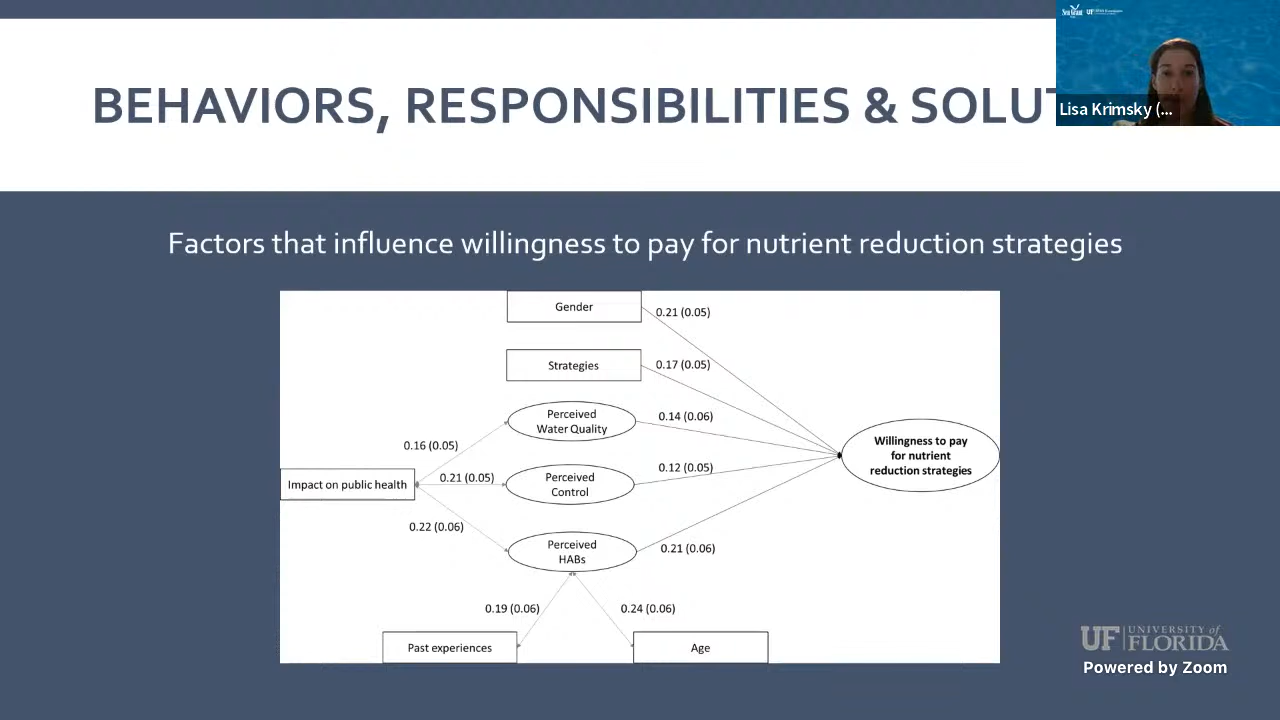 BEHAVIORS, RESPONSIBILITIES & SOLUT
Lisa Krimsky (...
Factors that influence willingness to pay for nutrient reduction strategies
Gender
0.21 (0.05)
Strategies
0.17 (0.05)
Perceived
Water Quality
0.14 (0.06)
0.16 (0.05)
Willingness to pay
for nutrient
reduction strategies
Impact on public health
0.21 (0.05)
Perceived
Control
0.12 (0.05)
0.22 (0.06)
Perceived
HABs
0.21 (0.06)
0.19 (0.06)
0.24 (0.06)
Past experiences
Age
UF UNIVERSITY of
FLORIDA
Powered by Zoom